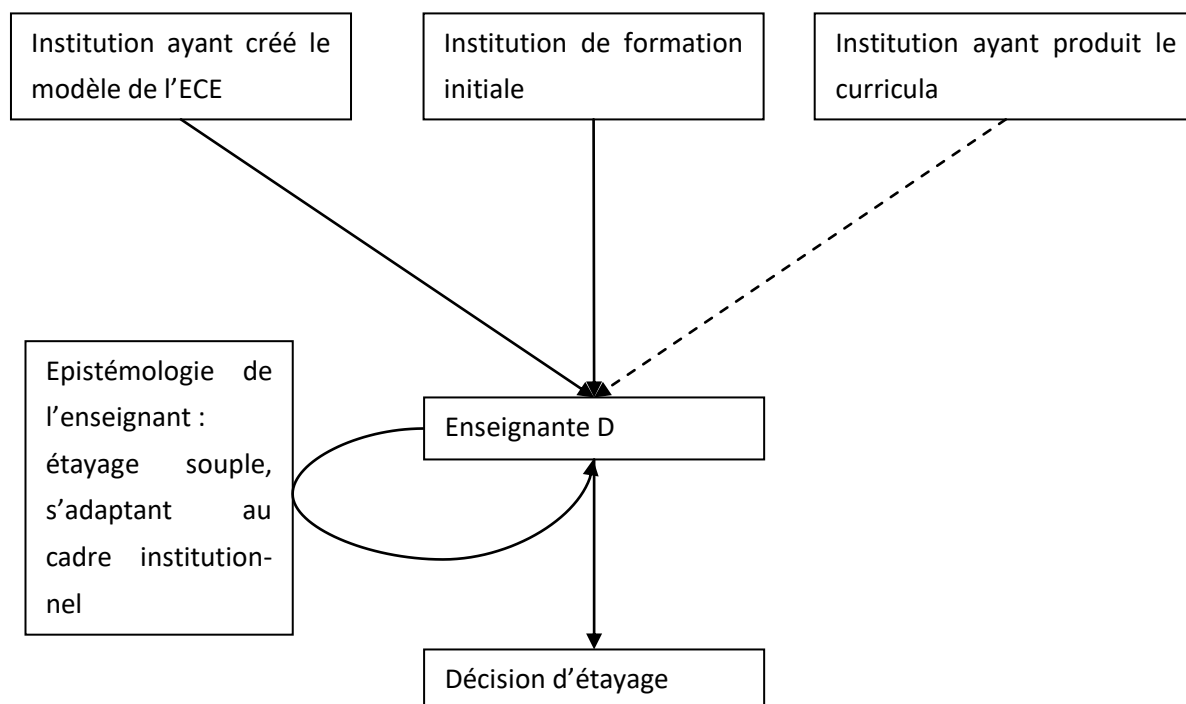 Institution ayant créé le
modèle de l’ECE
Institution de formation
initiale
Institution ayant produit le
curricula
Epistémologie de
l’enseignant :
étayage souple,
s’adaptant au
cadre institution-
nel
Enseignante D
Décision d’étayage